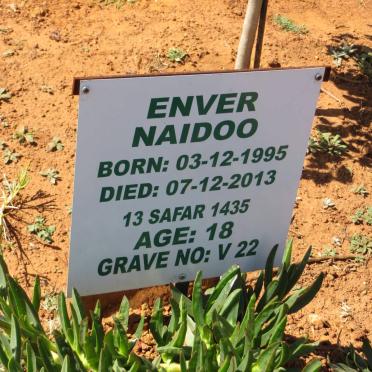 ENVER
NAIDOO
BORN: 03-12-1995
DIED: 07-12-2013
13 SAFAR 1435
AGE: 18
GRAVE NO: V 22